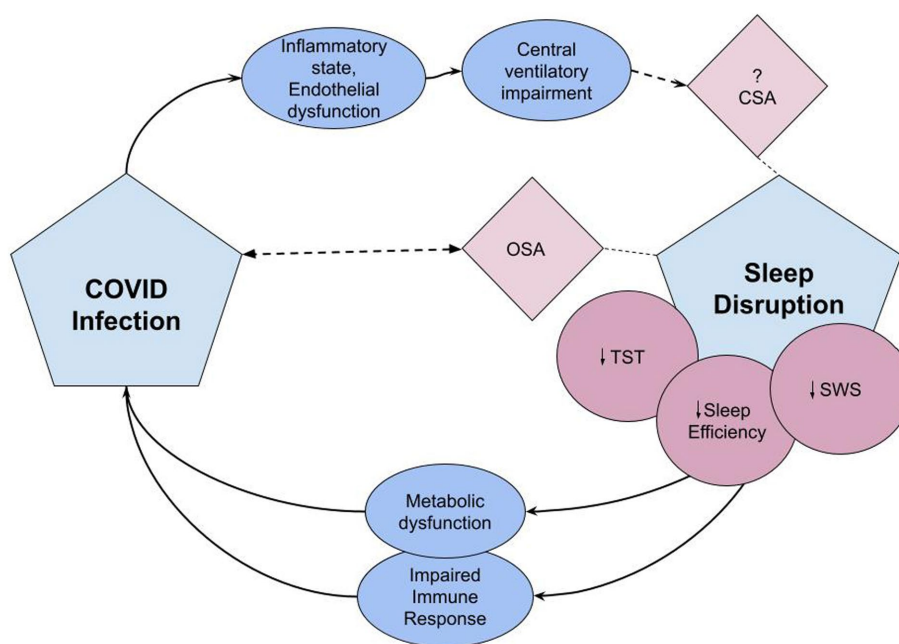 Inflammatory
state,
Endothelial
dysfunction
Central
ventilatory
impairment
?
CSA
COVID
Infection
OSA
Sleep
Disruption
↓TST
↓Sleep
Efficiency
↓SWS
Metabolic
dysfunction
Impaired
Immune
Response